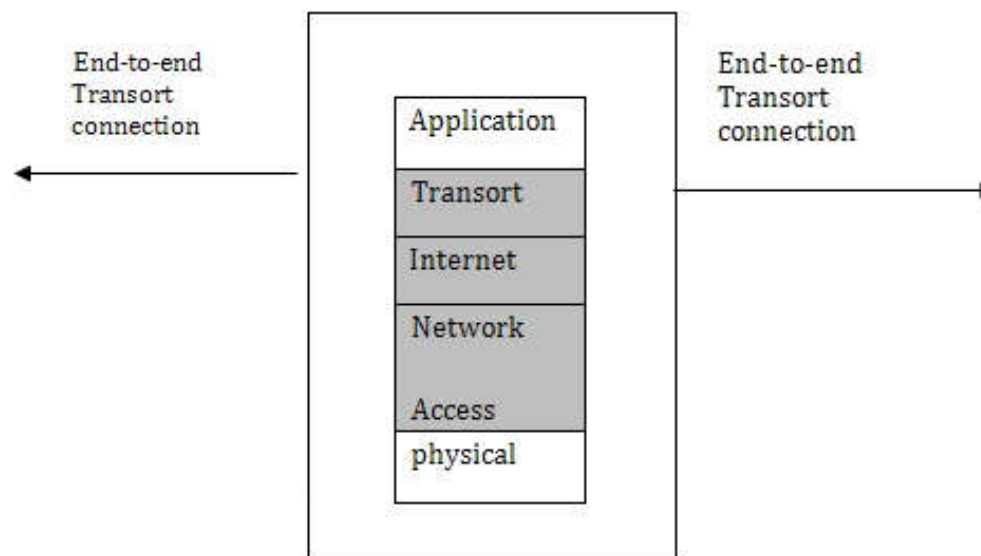 End-to-end
Transort
connection
Application
Transort
Internet
Network
Access
physical
End-to-end
Transort
connection